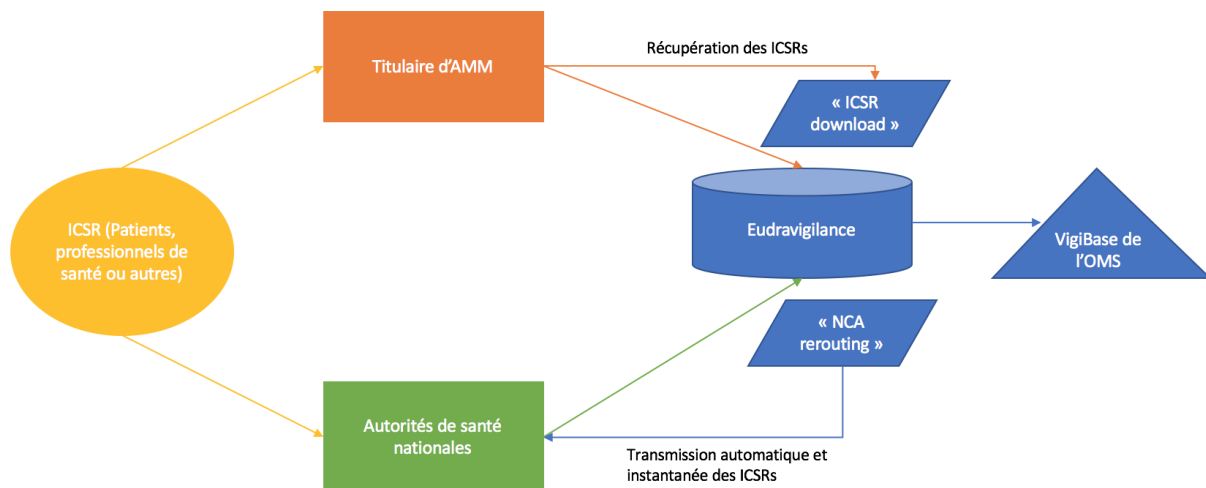 Récupération des ICSRs
Titulaire d'AMM
« ICSR
download »
ICSR (Patients,
professionnels de
santé ou autres)
Eudravigilance
VigiBase de
l'OMS
« NCA
rerouting »
Autorités de santé
nationales
Transmission automatique et
instantanée des ICSRs